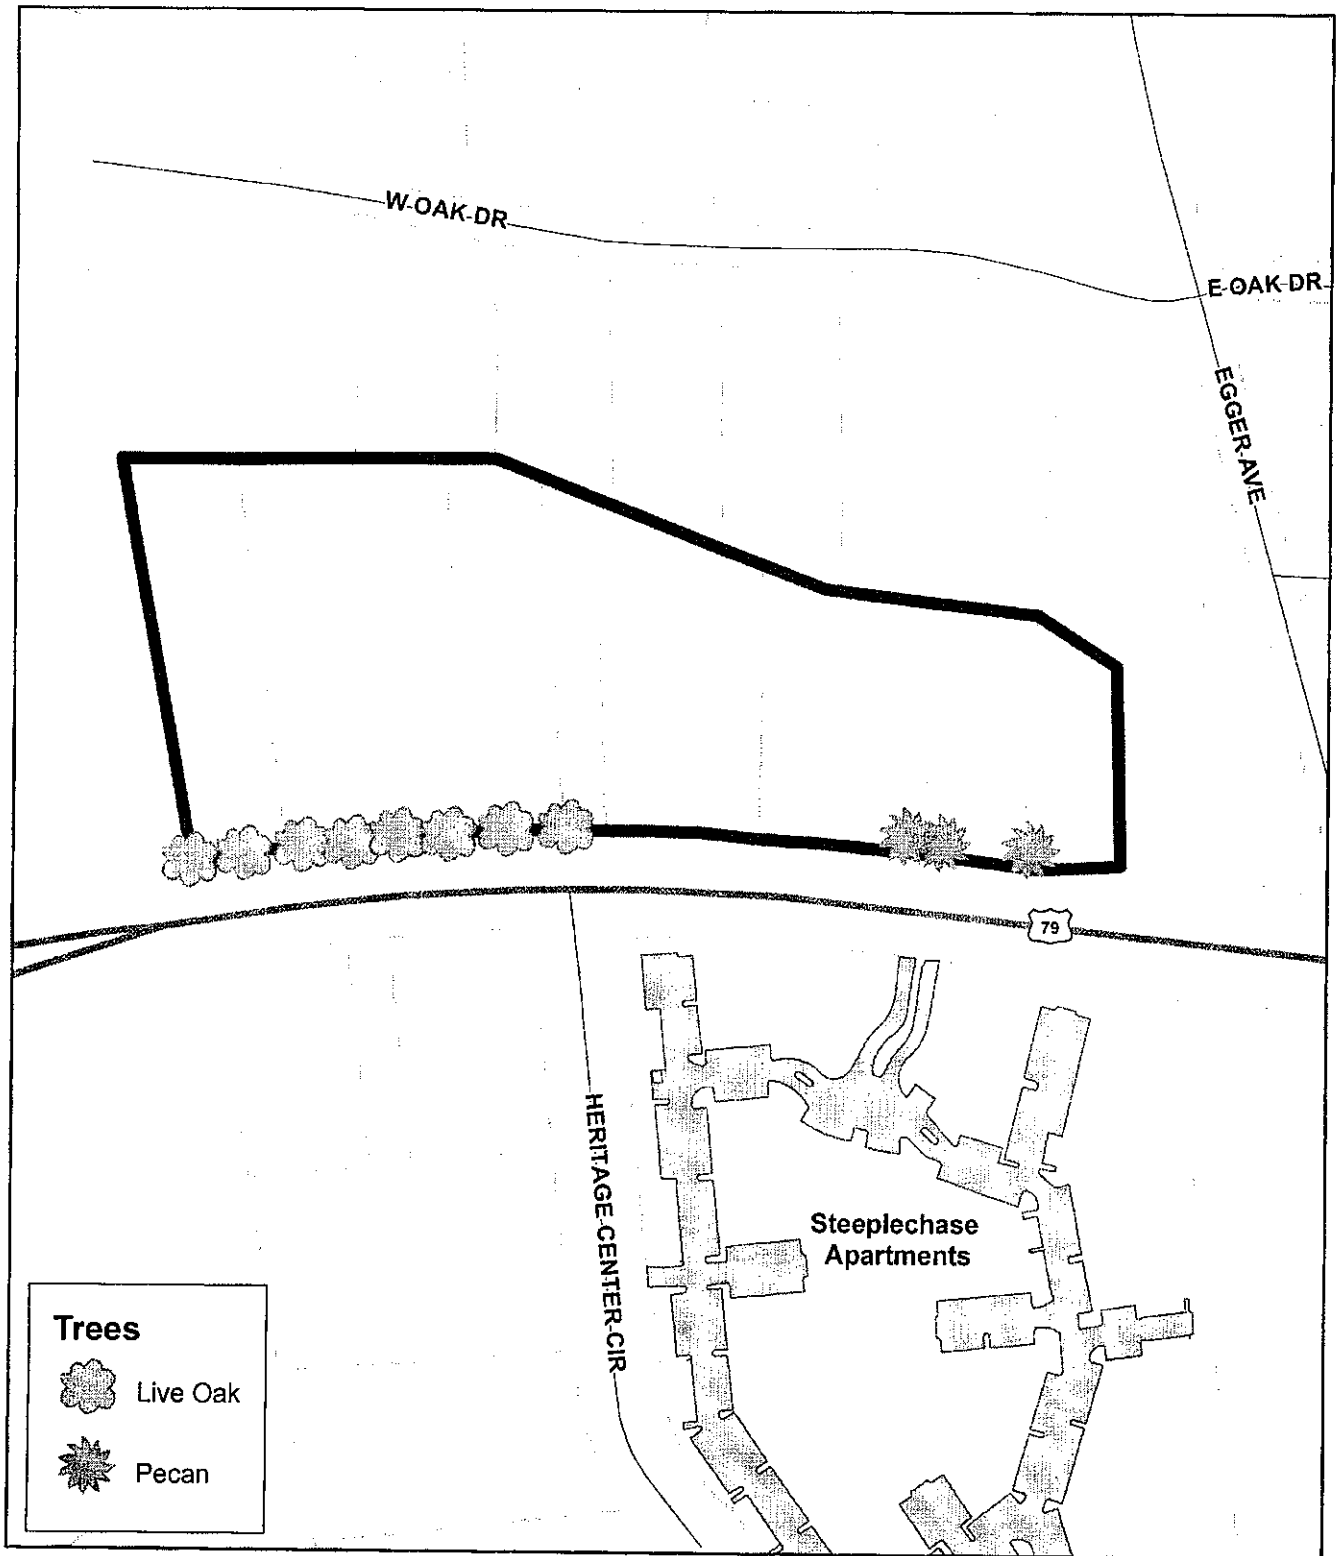 W OAK DR
E OAK DR
EGGER AVE
79
HERITAGE CENTER CIR
Steeplechase
Apartments
Trees
Live Oak
Pecan